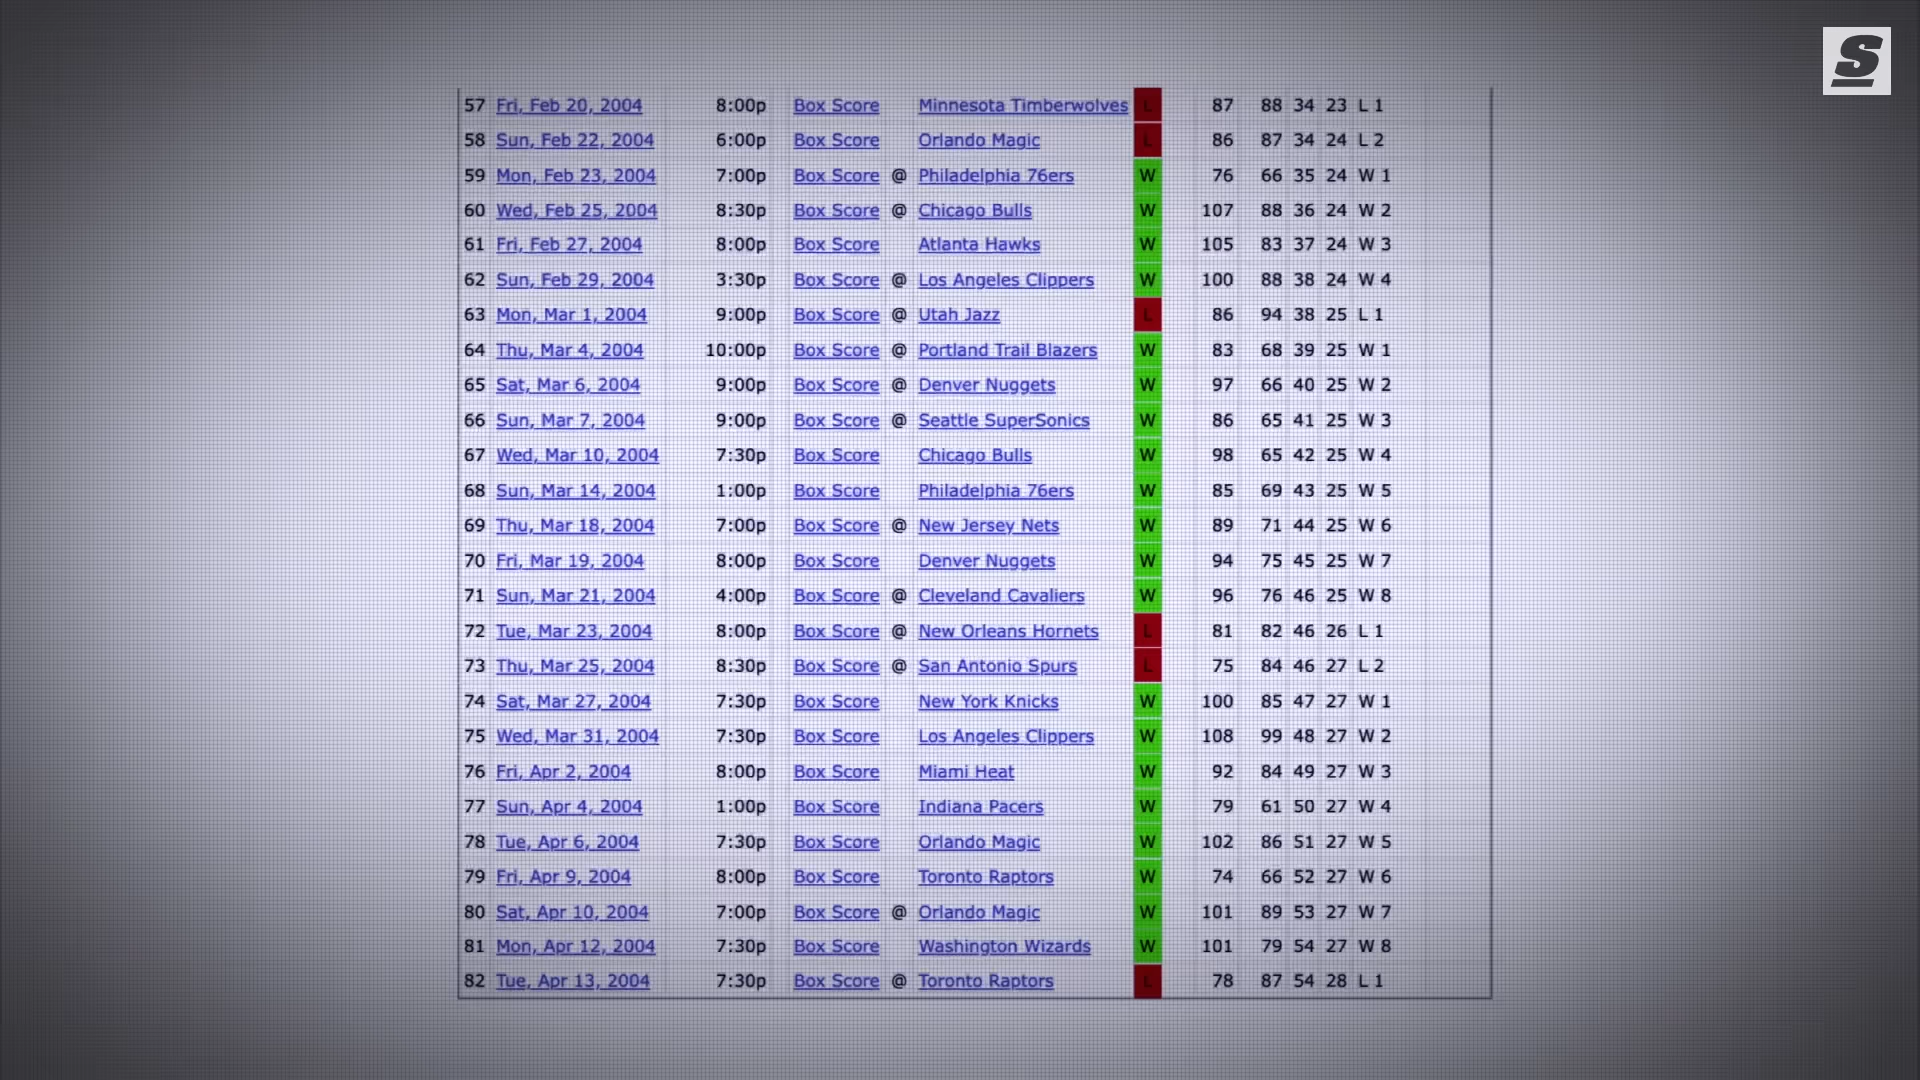 S
57 Fri, Feb 20, 2004 8:00p Box Score Minnesota Timberwolves L 87 88 34 23 L 1
58 Sun, Feb 22, 2004 6:00p Box Score Orlando Magic L 86 87 34 24 L 2
59 Mon, Feb 23, 2004 7:00p Box Score @ Philadelphia 76ers W 76 66 35 24 W 1
60 Wed, Feb 25, 2004 8:30p Box Score @ Chicago Bulls W 107 88 36 24 W 2
61 Fri, Feb 27, 2004 8:00p Box Score Atlanta Hawks W 105 83 37 24 W 3
62 Sun, Feb 29, 2004 3:30p Box Score @ Los Angeles Clippers W 100 88 38 24 W 4
63 Mon, Mar 1, 2004 9:00p Box Score @ Utah Jazz L 86 94 38 25 L 1
64 Thu, Mar 4, 2004 10:00p Box Score @ Portland Trail Blazers W 83 68 39 25 W 1
65 Sat, Mar 6, 2004 9:00p Box Score @ Denver Nuggets W 97 66 40 25 W 2
66 Sun, Mar 7, 2004 9:00p Box Score @ Seattle SuperSonics W 86 65 41 25 W 3
67 Wed, Mar 10, 2004 7:30p Box Score Chicago Bulls W 98 65 42 25 W 4
68 Sun, Mar 14, 2004 1:00p Box Score Philadelphia 76ers W 85 69 43 25 W 5
69 Thu, Mar 18, 2004 7:00p Box Score @ New Jersey Nets W 89 71 44 25 W 6
70 Fri, Mar 19, 2004 8:00p Box Score Denver Nuggets W 94 75 45 25 W 7
71 Sun, Mar 21, 2004 4:00p Box Score @ Cleveland Cavaliers W 96 76 46 25 W 8
72 Tue, Mar 23, 2004 8:00p Box Score @ New Orleans Hornets L 81 82 46 26 L 1
73 Thu, Mar 25, 2004 8:30p Box Score @ San Antonio Spurs L 75 84 46 27 L 2
74 Sat, Mar 27, 2004 7:30p Box Score New York Knicks W 100 85 47 27 W 1
75 Wed, Mar 31, 2004 7:30p Box Score Los Angeles Clippers W 108 99 48 27 W 2
76 Fri, Apr 2, 2004 8:00p Box Score Miami Heat W 92 84 49 27 W 3
77 Sun, Apr 4, 2004 1:00p Box Score Indiana Pacers W 79 61 50 27 W 4
78 Tue, Apr 6, 2004 7:30p Box Score Orlando Magic W 102 86 51 27 W 5
79 Fri, Apr 9, 2004 8:00p Box Score Toronto Raptors W 74 66 52 27 W 6
80 Sat, Apr 10, 2004 7:00p Box Score @ Orlando Magic W 101 89 53 27 W 7
81 Mon, Apr 12, 2004 7:30p Box Score Washington Wizards W 101 79 54 27 W 8
82 Tue, Apr 13, 2004 7:30p Box Score @ Toronto Raptors L 78 87 54 28 L 1